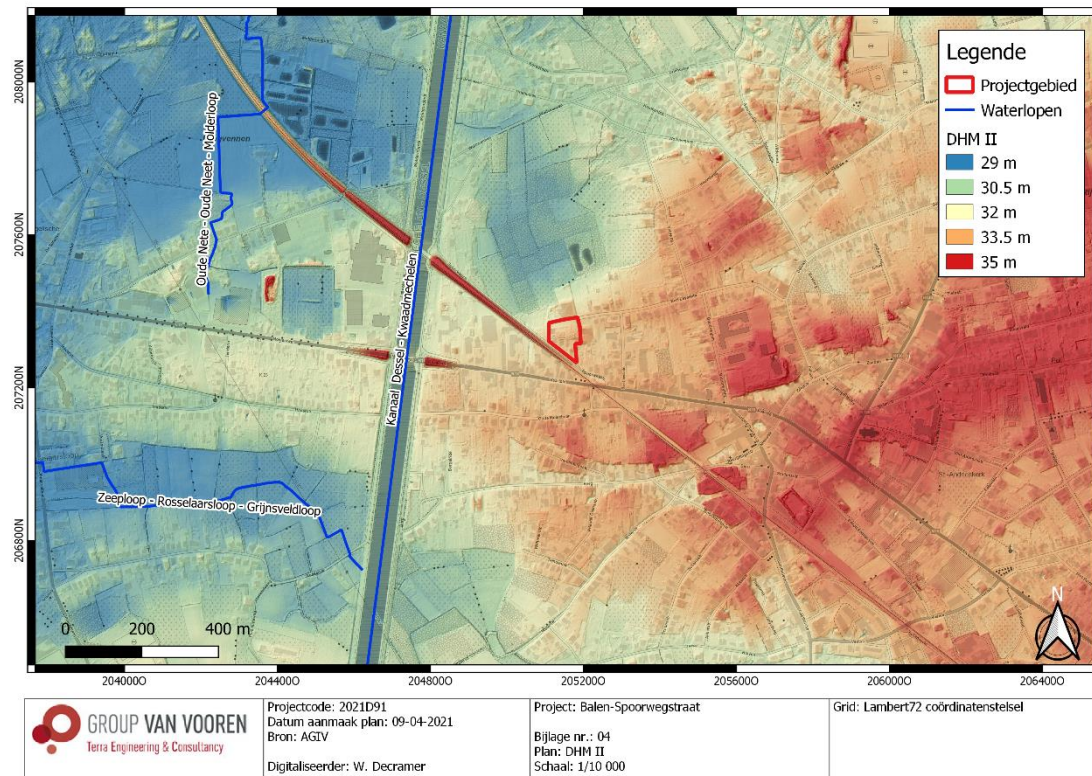 Legende
Projectgebied
Waterlopen
DHM II
29 m
30.5 m
32 m
33.5 m
35 m
208000N
207600N
207200N
206800N
Oude Nete - Oude Neet - Molderloop
Kanaal Dessel - Kwaadmechelen
Zeeploop - Rosselaarsloop - Grijnsveldloop
N
0 200 400 m
204000O 204400O 204800O 205200O 205600O 206000O 206400O
GROUP VAN VOOREN
Terra Engineering & Consultancy
Projectcode: 2021D91
Datum aanmaak plan: 09-04-2021
Bron: AGIV
Digitaliseerder: W. Decramer
Project: Balen-Spoorwegstraat
Bijlage nr.: 04
Plan: DHM II
Schaal: 1/10 000
Grid: Lambert72 coördinatenstelsel